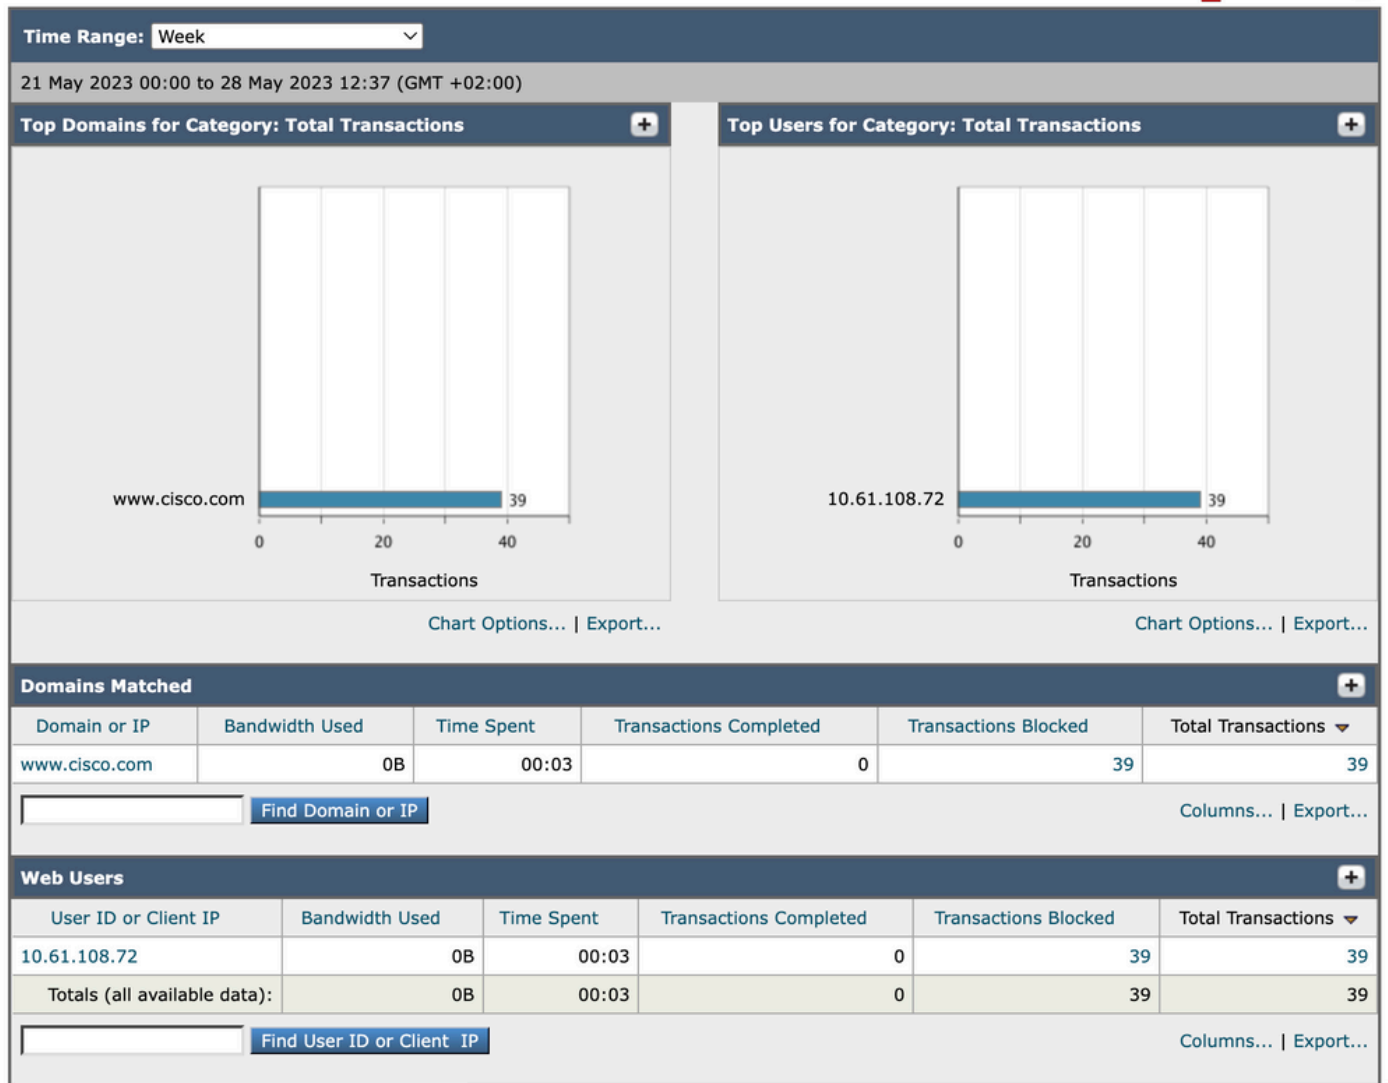 Time Range: Week
21 May 2023 00:00 to 28 May 2023 12:37 (GMT +02:00)
Top Domains for Category: Total Transactions +
www.cisco.com 39
0 20 40
Transactions
Chart Options... | Export...
Top Users for Category: Total Transactions +
10.61.108.72 39
0 20 40
Transactions
Chart Options... | Export...
Domains Matched +
Domain or IP Bandwidth Used Time Spent Transactions Completed Transactions Blocked Total Transactions
www.cisco.com 0B 00:03 0 39 39
Find Domain or IP Columns... | Export...
Web Users +
User ID or Client IP Bandwidth Used Time Spent Transactions Completed Transactions Blocked Total Transactions
10.61.108.72 0B 00:03 0 39 39
Totals (all available data): 0B 00:03 0 39 39
Find User ID or Client IP Columns... | Export...